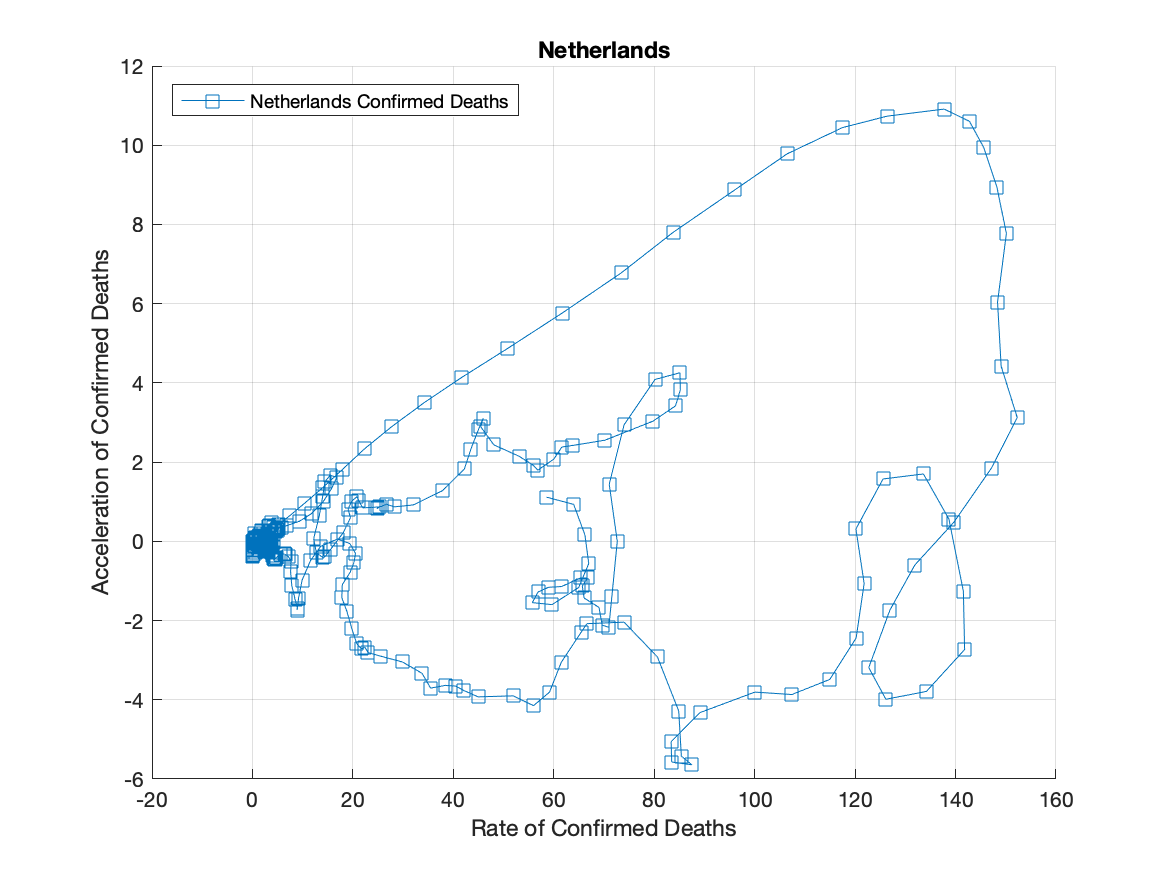 Netherlands
12
Netherlands Confirmed Deaths
10
8
6
4
2
0
-2
-4
-6
Acceleration of Confirmed Deaths
-20 0 20 40 60 80 100 120 140 160
Rate of Confirmed Deaths